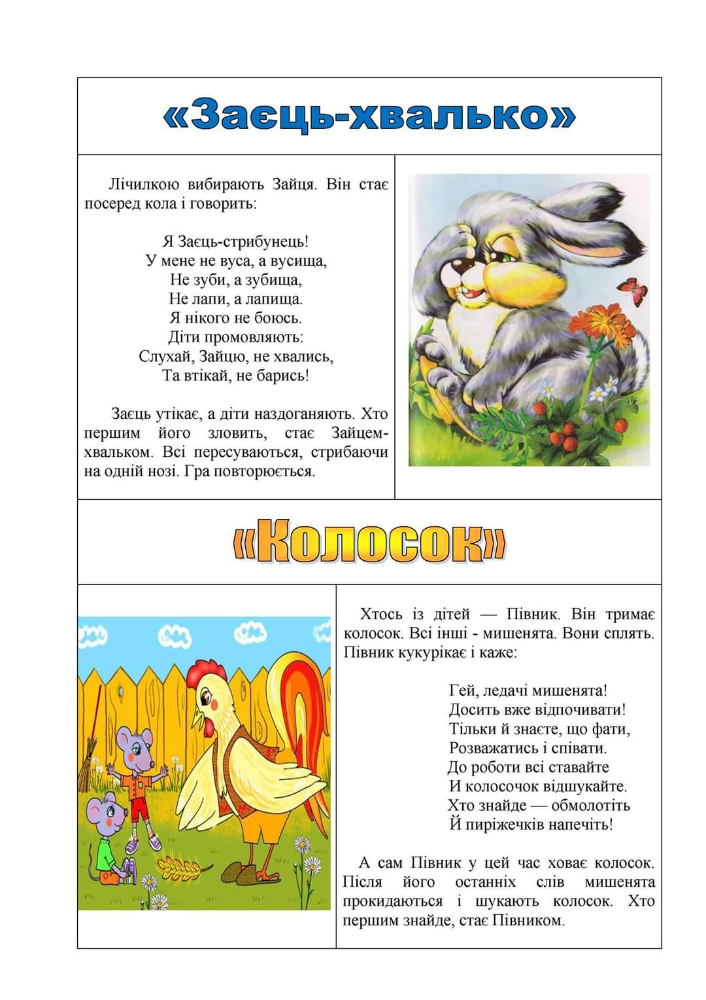 «Заєць-хвалько»
Лічилкою вибирають Зайця. Він стає
посеред кола і говорить:
Я Заєць-стрибунець!
У мене не вуса, а вусища,
Не зуби, а зубища,
Не лапи, а лапища.
Я нікого не боюсь.
Діти промовляють:
Слухай, Зайцю, не хвались,
Та втікай, не барись!
Заєць утікає, а діти наздоганяють. Хто
першим його зловить, стає Зайцем-
хвальком. Всі пересуваються, стрибаючи
на одній нозі. Гра повторюється.
«Колосок»
Хтось із дітей — Півник. Він тримає
колосок. Всі інші - мишенята. Вони сплять.
Півник кукурікає і каже:
Гей, ледачі мишенята!
Досить вже відпочивати!
Тільки й знаєте, що фати,
Розважатись і співати.
До роботи всі ставайте
И колосочок відшукайте.
Хто знайде — обмолотіть
Й пиріжечків напечіть!
А сам Півник у цей час ховає колосок.
Після його останніх слів мишенята
прокидаються і шукають колосок. Хто
першим знайде, стає Півником.